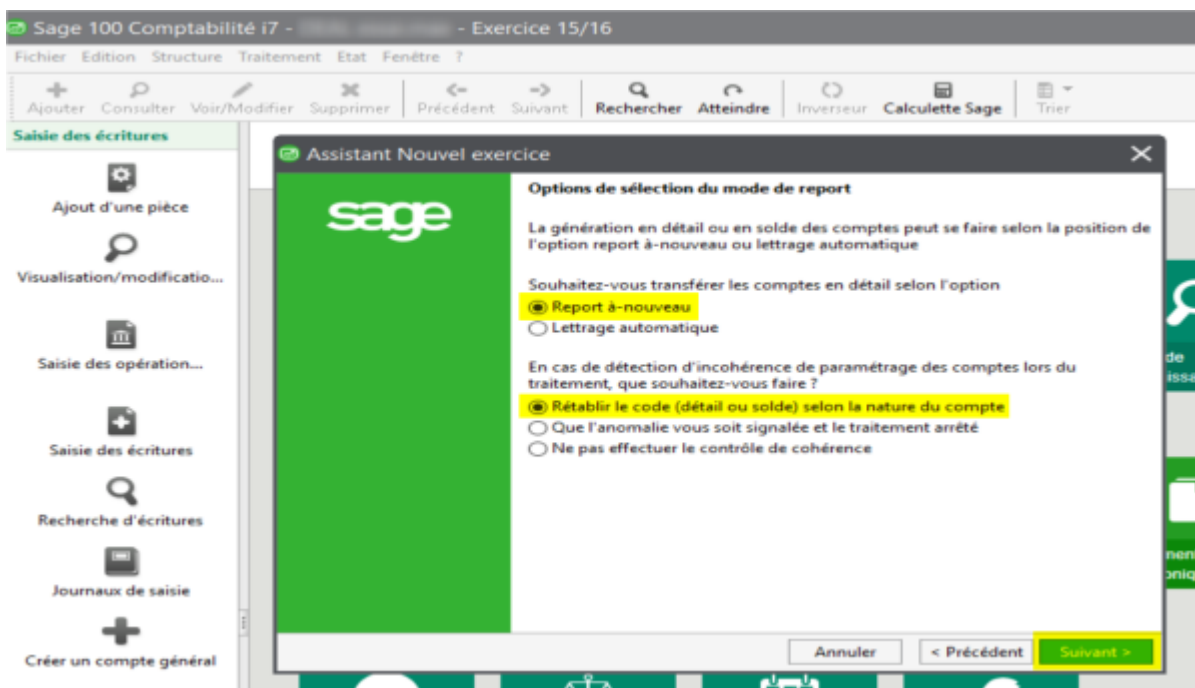 Sage 100 Comptabilité i7 - - Exercice 15/16
Fichier Edition Structure Traitement Etat Fenêtre ?
Ajouter Consulter Voir/Modifier Supprimer Précédent Suivant Rechercher Atteindre Inverseur Calculette Sage Trier
Saisie des écritures
Ajout d'une pièce
Visualisation/modificatio...
Saisie des opération...
Saisie des écritures
Recherche d'écritures
Journaux de saisie
Créer un compte général
Assistant Nouvel exercice
sage
Options de sélection du mode de report
La génération en détail ou en solde des comptes peut se faire selon la position de
l'option report à-nouveau ou lettrage automatique
Souhaitez-vous transférer les comptes en détail selon l'option
Report à-nouveau
Lettrage automatique
En cas de détection d'incohérence de paramétrage des comptes lors du
traitement, que souhaitez-vous faire ?
Rétablir le code (détail ou solde) selon la nature du compte
Que l'anomalie vous soit signalée et le traitement arrêté
Ne pas effectuer le contrôle de cohérence
Annuler < Précédent Suivant >
de